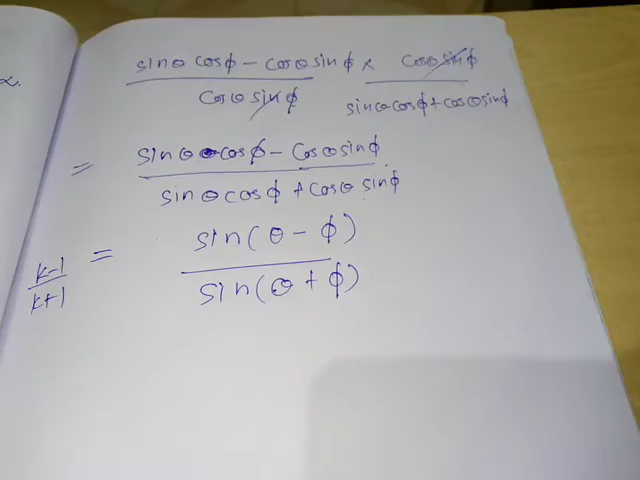 α.
sinθ cosϕ - cosθ sinϕ / cosθ sinϕ × cosθ sinϕ / sinθ cosϕ + cosθ sinϕ
= sinθ cosϕ - cosθ sinϕ / sinθ cosϕ + cosθ sinϕ
k-1 / k+1 = sin(θ - ϕ) / sin(θ + ϕ)